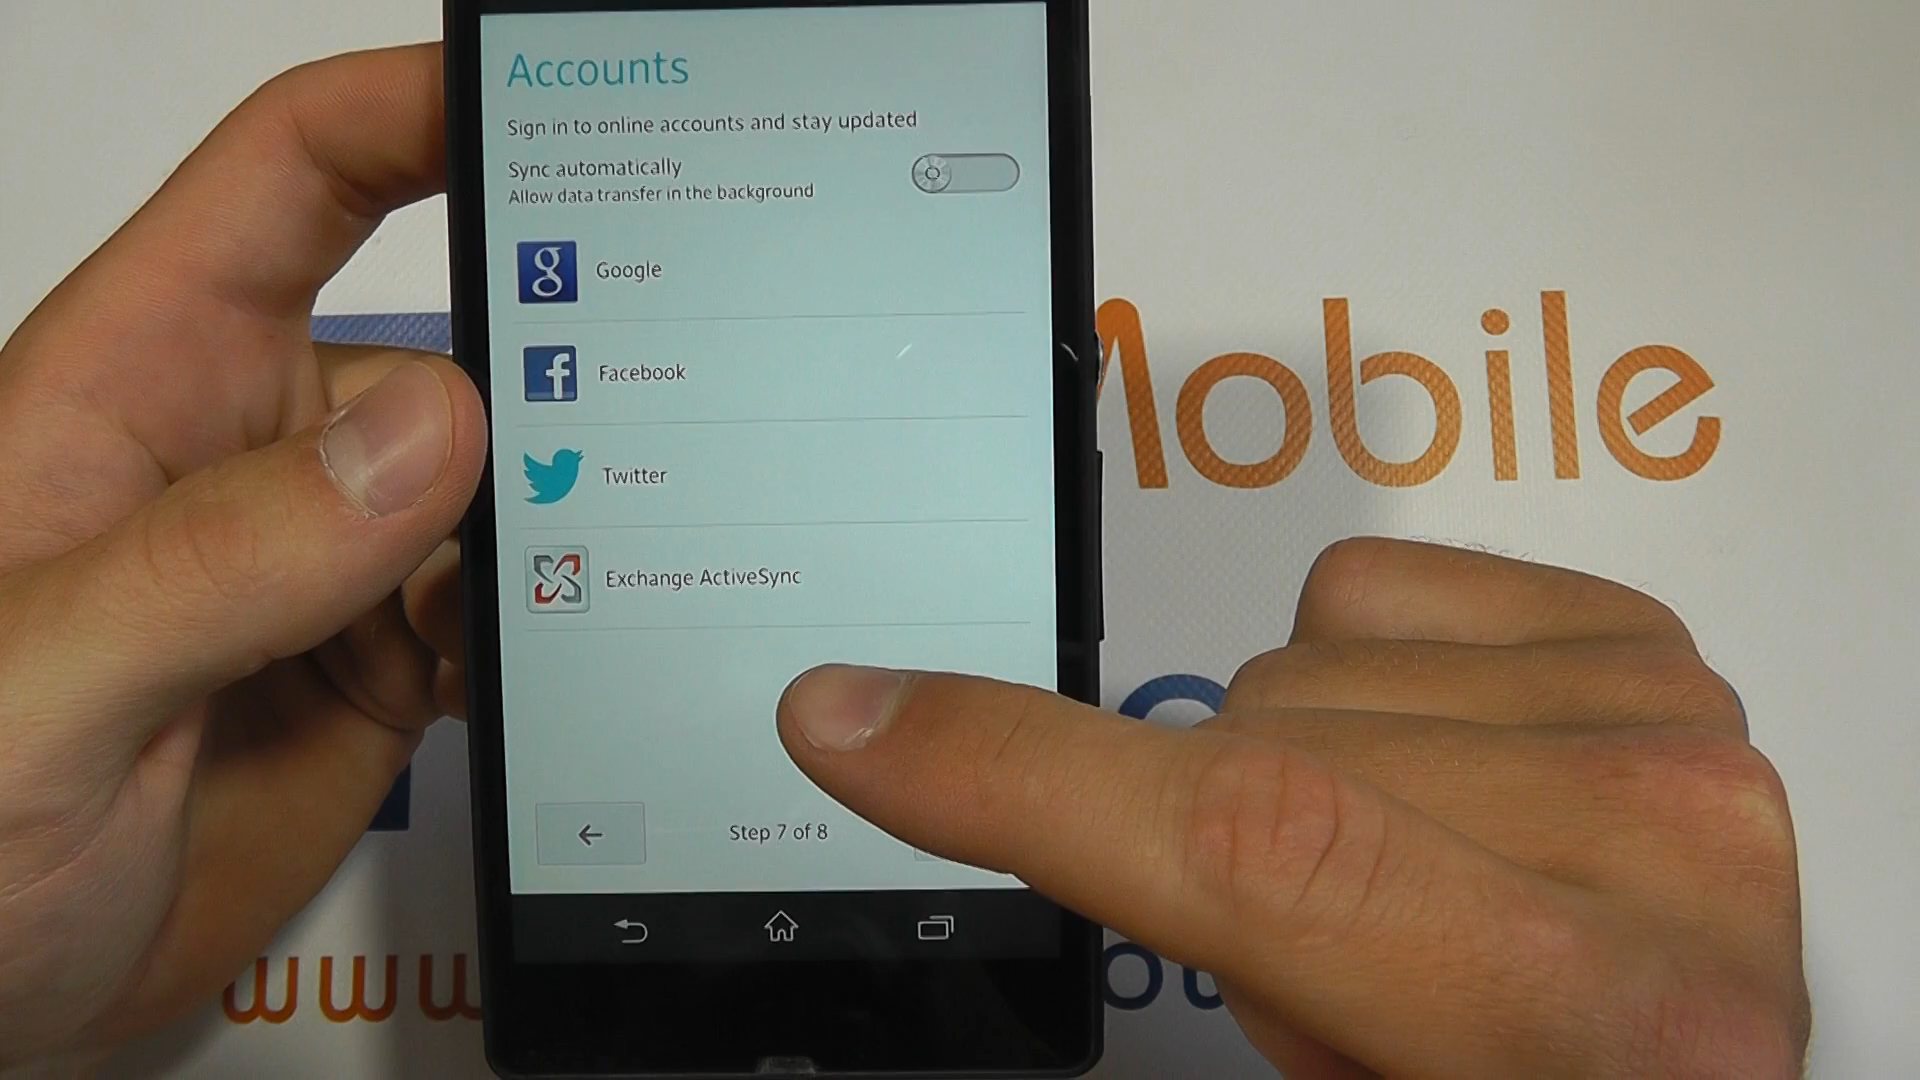 Accounts
Sign in to online accounts and stay updated
Sync automatically
Allow data transfer in the background
Google
Facebook
Twitter
Exchange ActiveSync
Step 7 of 8
Mobile
www